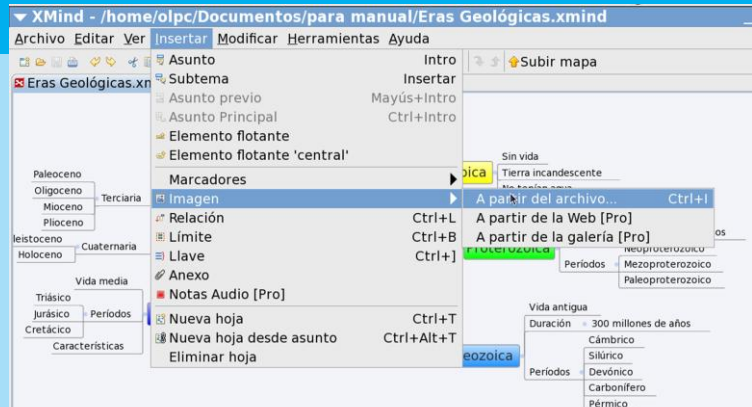 XMind - /home/olpc/Documentos/para manual/Eras Geológicas.xmind
Archivo Editar Ver Insertar Modificar Herramientas Ayuda
Subir mapa
Eras Geológicas.xm
Asunto Intro
Subtema Insertar
Asunto previo Mayús+Intro
Asunto Principal Ctrl+Intro
Elemento flotante
Elemento flotante 'central'
Marcadores
Imagen
Relación Ctrl+L
Límite Ctrl+B
Llave Ctrl+]
Anexo
Notas Audio [Pro]
Nueva hoja Ctrl+T
Nueva hoja desde asunto Ctrl+Alt+T
Eliminar hoja
A partir del archivo... Ctrl+I
A partir de la Web [Pro]
A partir de la galería [Pro]
Paleoceno
Oligoceno
Mioceno
Plioceno
Terciaria
leistoceno
Holoceno
Cuaternaria
Vida media
Triásico
Jurásico
Cretácico
Períodos
Características
oica
Sin vida
Tierra incandescente
os
Proterozoica
Neoproterozoico
Períodos
Mesoproterozoico
Paleoproterozoico
eozoica
Vida antigua
Duración
300 millones de años
Períodos
Cámbrico
Silúrico
Devónico
Carbonífero
Pérmico